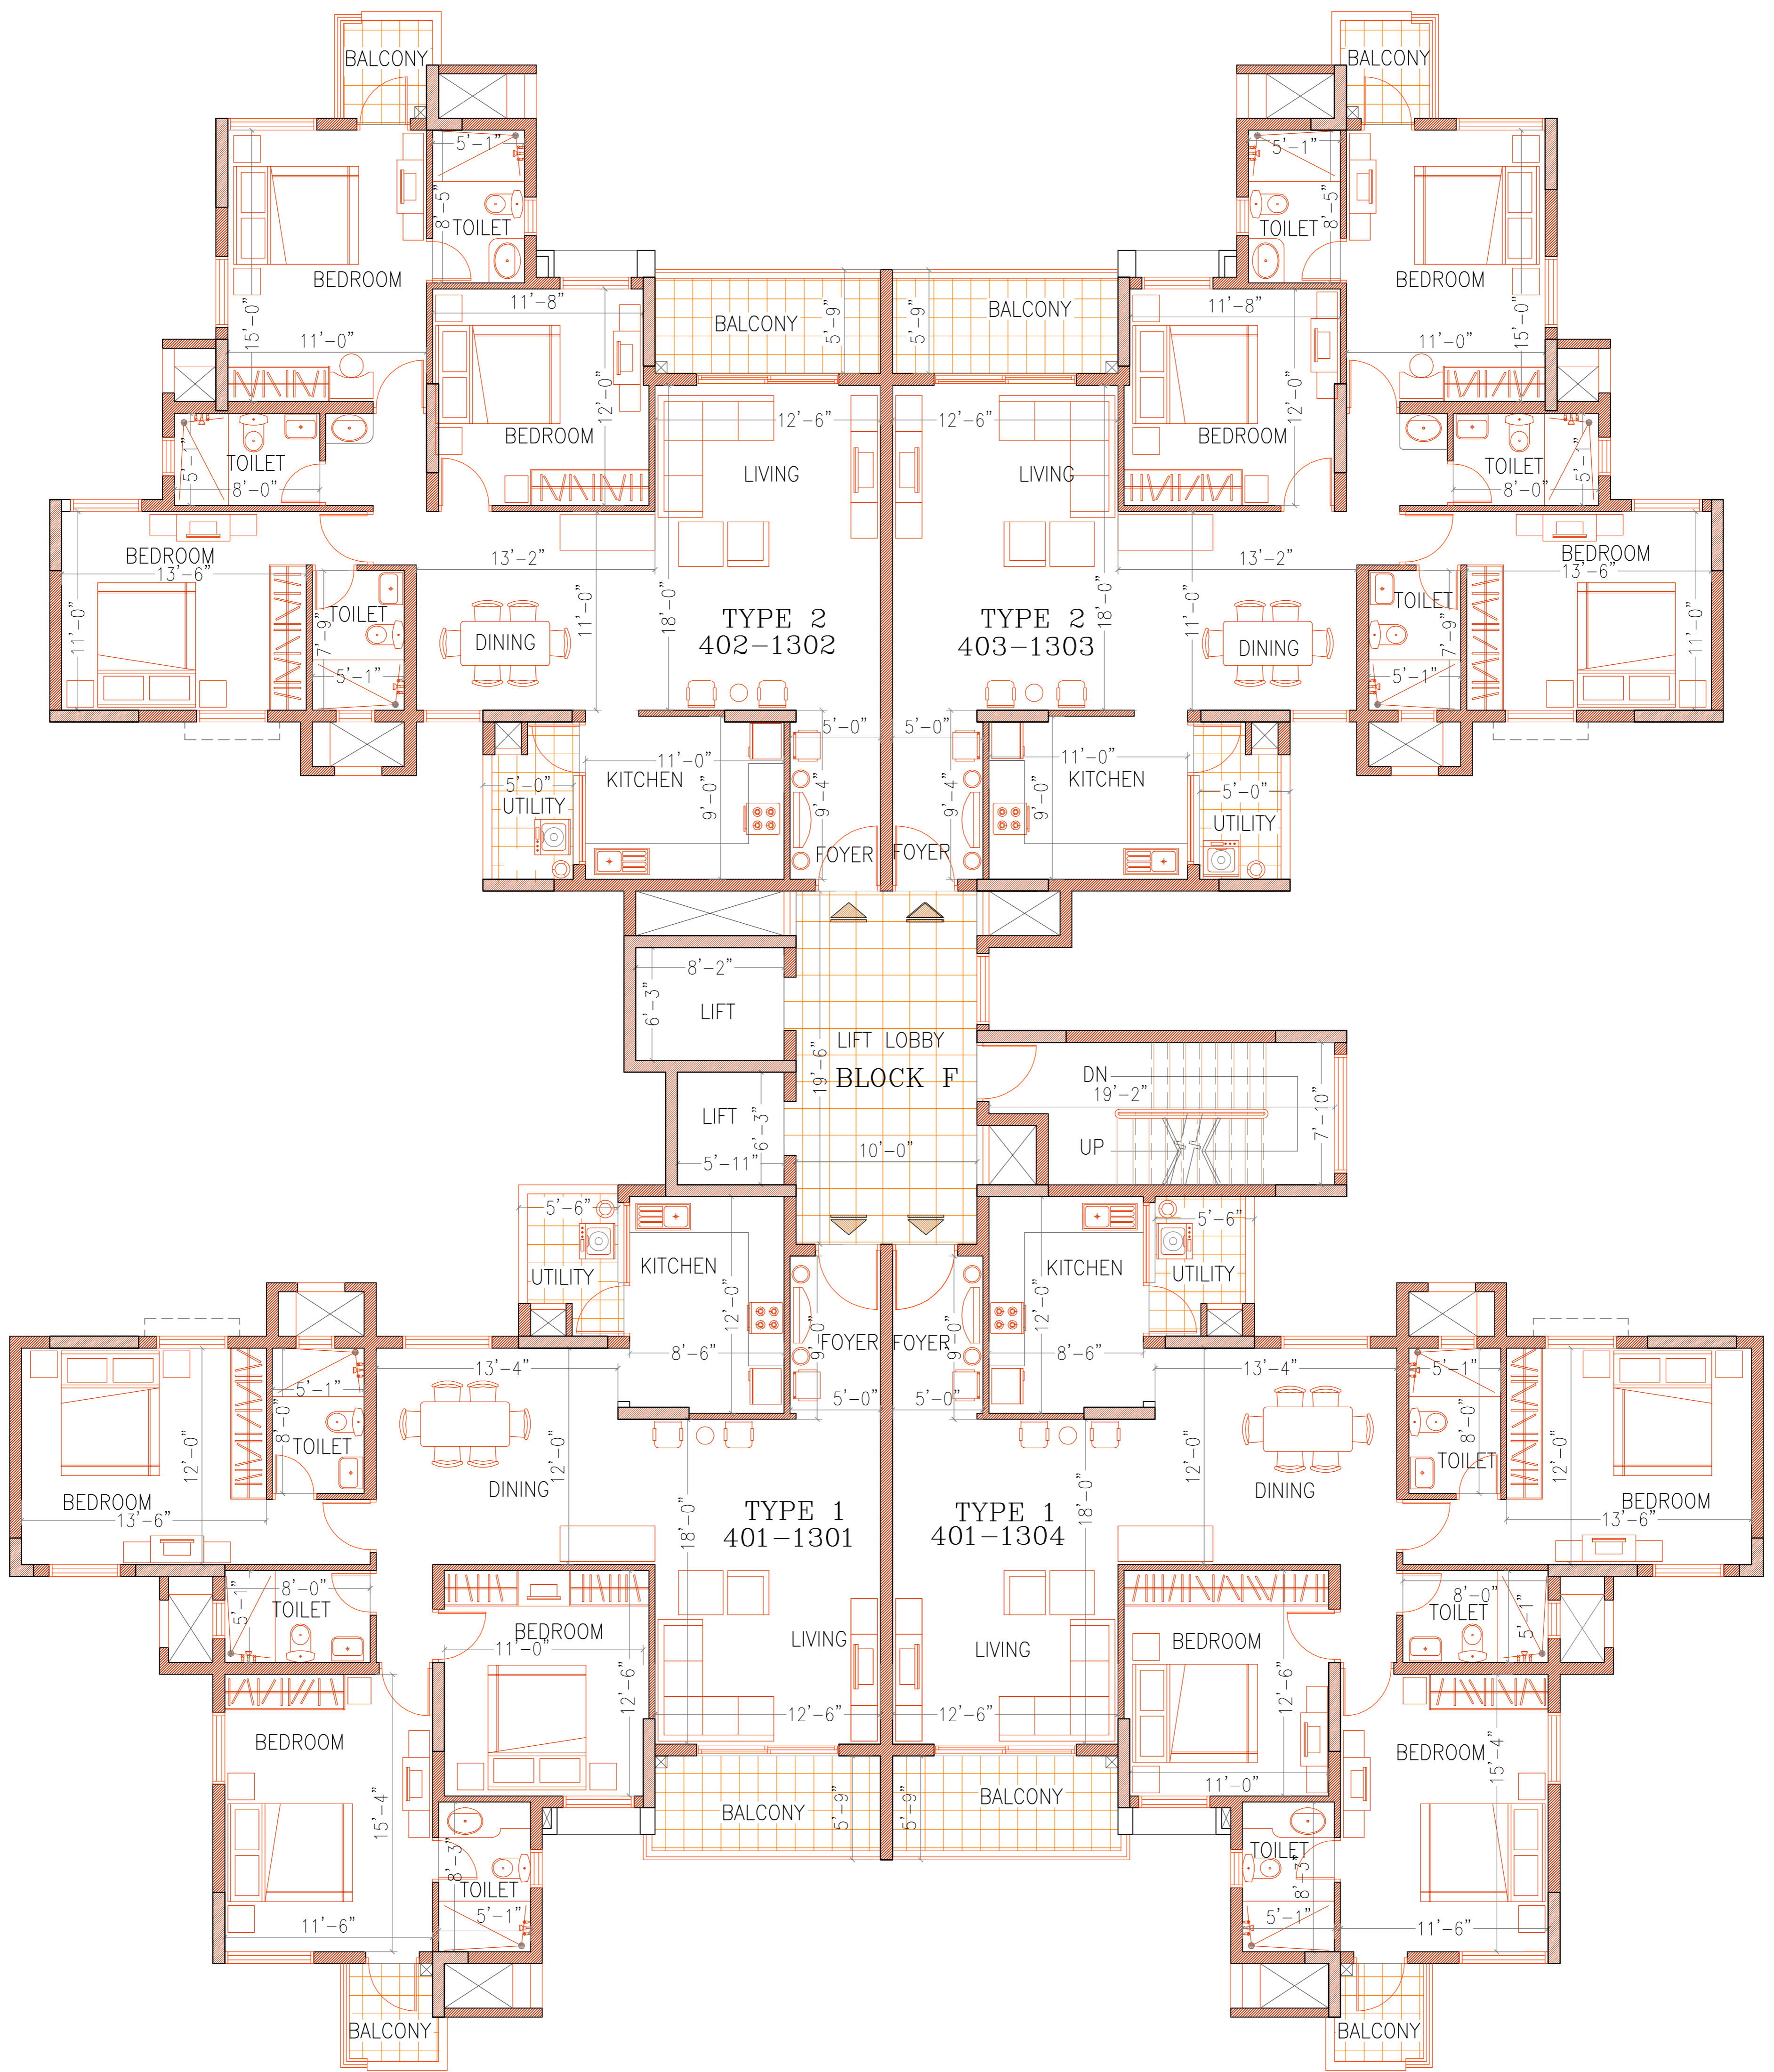 BALCONY
BALCONY
5'-1"
5'-1"
8'-5"
8'-5"
TOILET
TOILET
BEDROOM
BEDROOM
15'-0"
15'-0"
11'-0"
11'-0"
11'-8"
11'-8"
BALCONY
BALCONY
5'-9"
5'-9"
12'-0"
12'-0"
BEDROOM
BEDROOM
12'-6"
12'-6"
LIVING
LIVING
TOILET
TOILET
5'-1"
5'-1"
8'-0"
8'-0"
BEDROOM
BEDROOM
13'-6"
13'-6"
13'-2"
13'-2"
11'-0"
11'-0"
TOILET
TOILET
7'-9"
7'-9"
5'-1"
5'-1"
DINING
DINING
11'-0"
11'-0"
18'-0"
18'-0"
TYPE 2
402-1302
TYPE 2
403-1303
5'-0"
5'-0"
11'-0"
11'-0"
KITCHEN
KITCHEN
9'-0"
9'-0"
9'-4"
9'-4"
5'-0"
5'-0"
UTILITY
UTILITY
FOYER
FOYER
8'-2"
6'-3"
LIFT
LIFT LOBBY
19'-6"
BLOCK F
DN
19'-2"
7'-10"
UP
LIFT
6'-3"
5'-11"
10'-0"
5'-6"
5'-6"
UTILITY
UTILITY
KITCHEN
KITCHEN
12'-0"
12'-0"
FOYER
FOYER
9'-0"
9'-0"
8'-6"
8'-6"
5'-0"
5'-0"
13'-4"
13'-4"
5'-1"
5'-1"
8'-0"
8'-0"
TOILET
TOILET
12'-0"
12'-0"
12'-0"
12'-0"
DINING
DINING
BEDROOM
BEDROOM
13'-6"
13'-6"
18'-0"
18'-0"
TYPE 1
401-1301
TYPE 1
401-1304
8'-0"
8'-0"
5'-1"
5'-1"
TOILET
TOILET
BEDROOM
BEDROOM
11'-0"
12'-6"
12'-6"
LIVING
LIVING
12'-6"
12'-6"
BEDROOM
BEDROOM
15'-4"
15'-4"
11'-0"
BALCONY
BALCONY
5'-9"
5'-9"
8'-3"
8'-3"
TOILET
TOILET
5'-1"
5'-1"
11'-6"
11'-6"
BALCONY
BALCONY